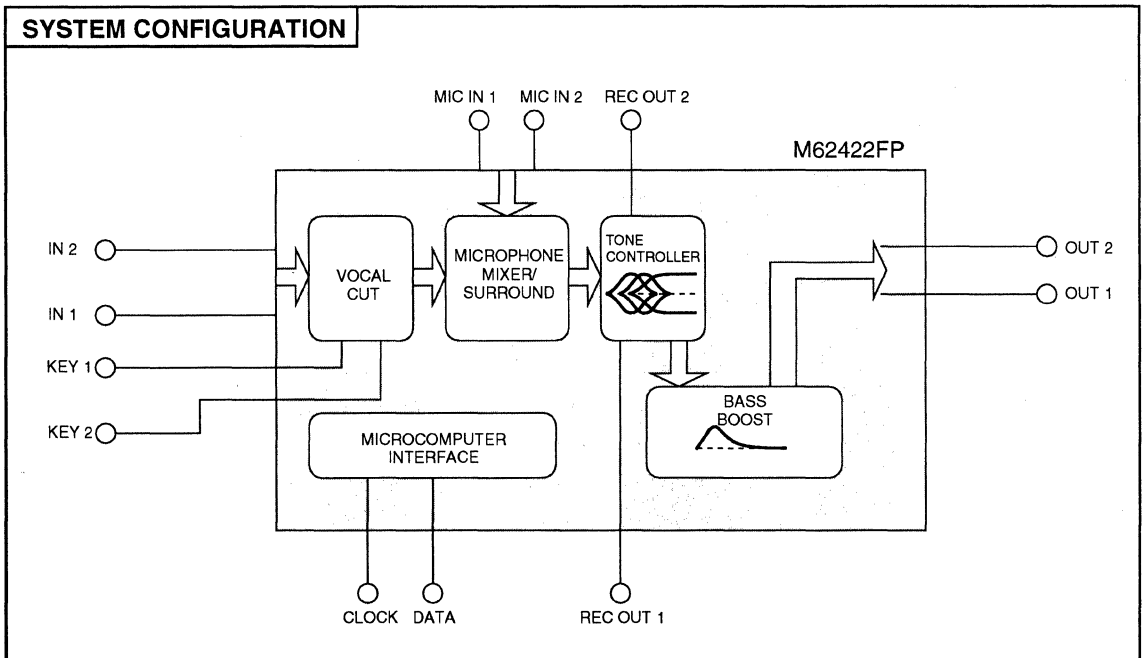 SYSTEM CONFIGURATION
MIC IN 1
MIC IN 2
REC OUT 2
M62422FP
IN 2
IN 1
KEY 1
KEY 2
VOCAL
CUT
MICROPHONE
MIXER/
SURROUND
TONE
CONTROLLER
OUT 2
OUT 1
BASS
BOOST
MICROCOMPUTER
INTERFACE
CLOCK
DATA
REC OUT 1